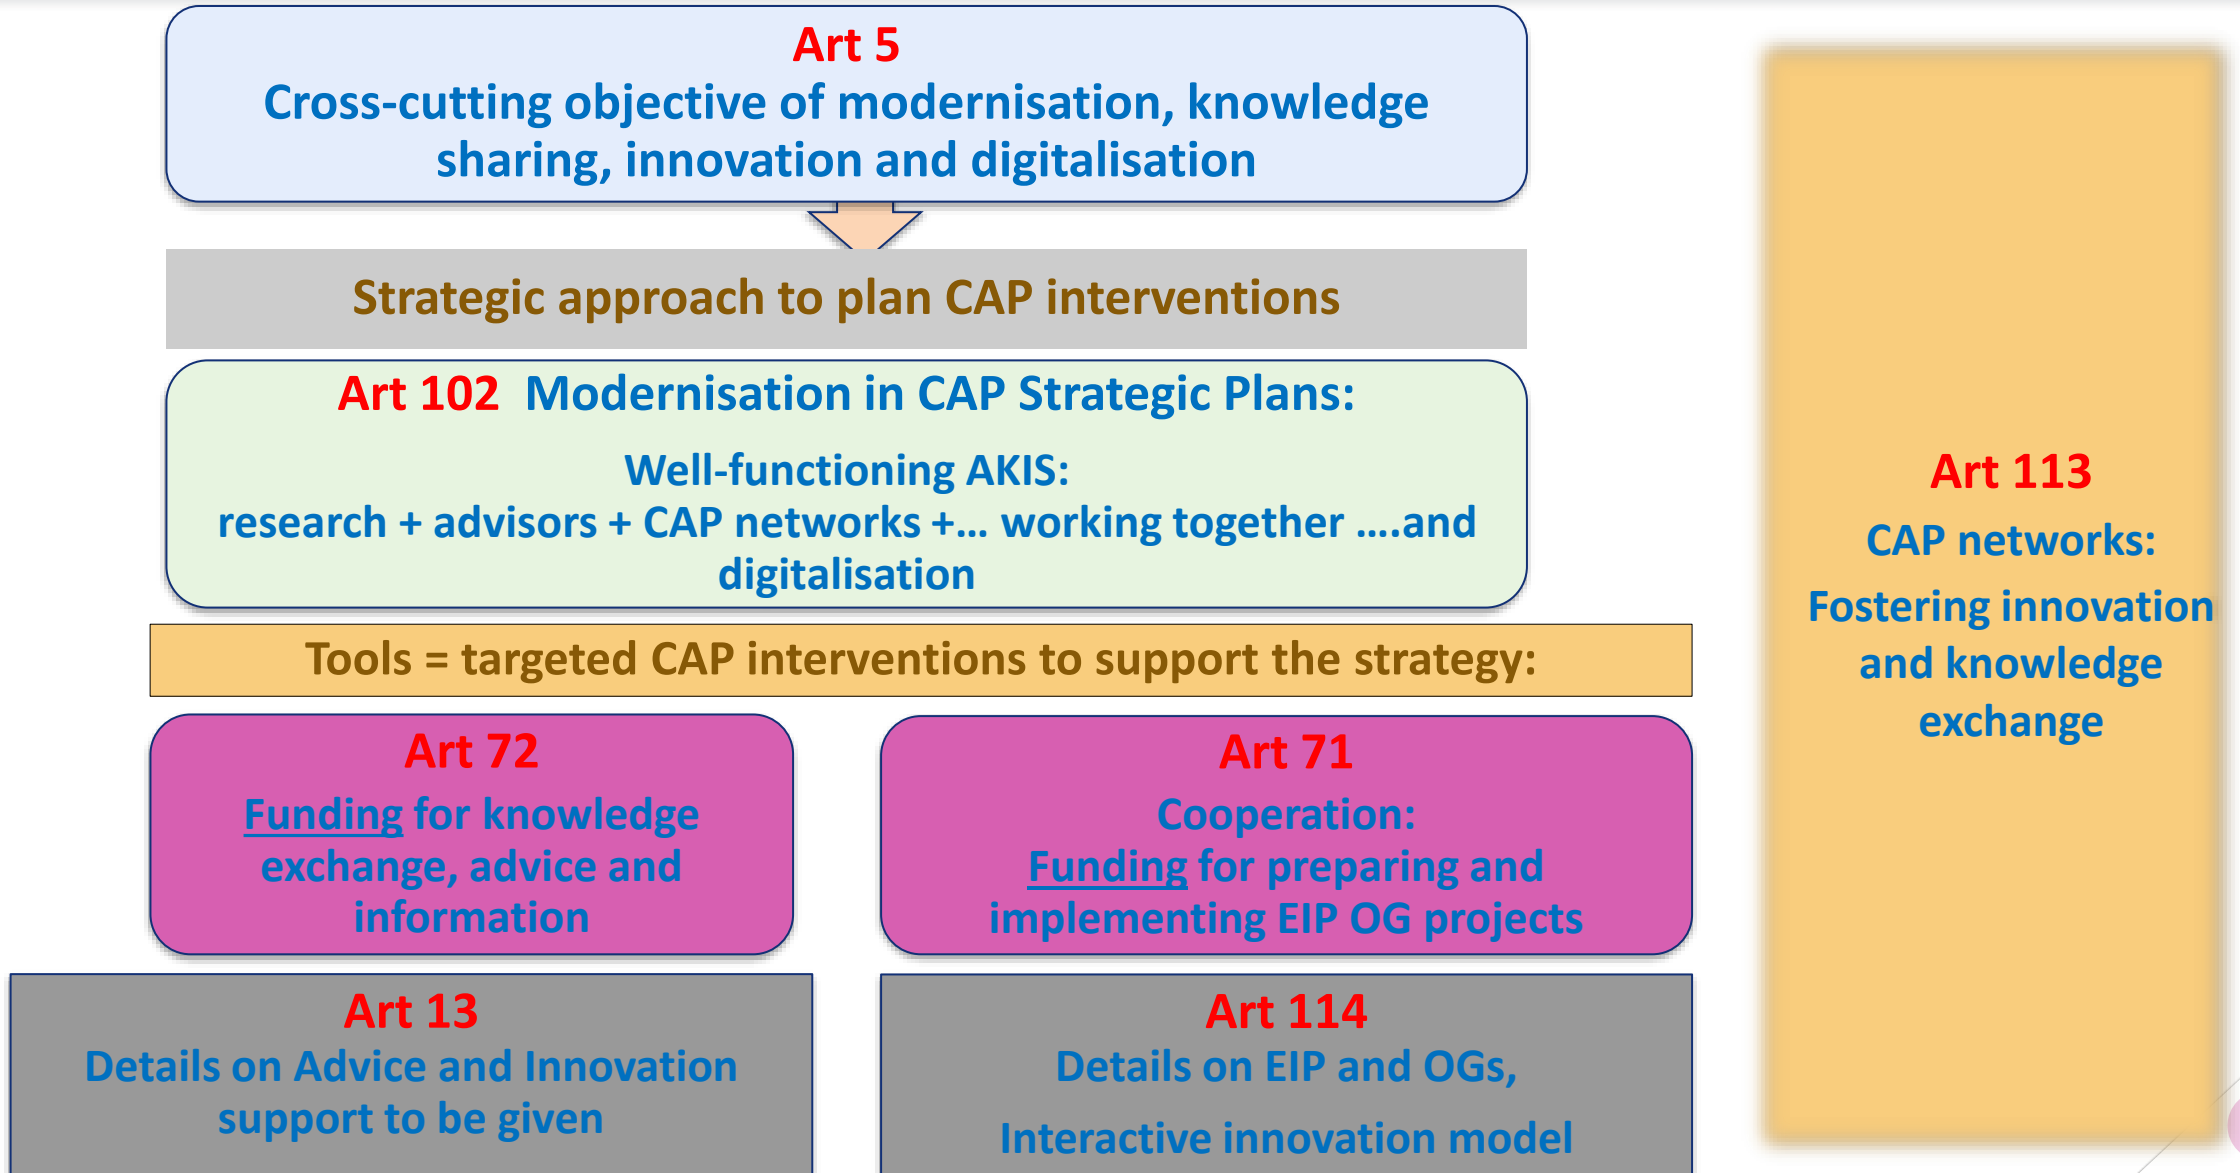 Art 5
Cross-cutting objective of modernisation, knowledge
sharing, innovation and digitalisation
Strategic approach to plan CAP interventions
Art 102 Modernisation in CAP Strategic Plans:
Well-functioning AKIS:
research + advisors + CAP networks +... working together ....and
digitalisation
Tools = targeted CAP interventions to support the strategy:
Art 72
Funding for knowledge
exchange, advice and
information
Art 71
Cooperation:
Funding for preparing and
implementing EIP OG projects
Art 13
Details on Advice and Innovation
support to be given
Art 114
Details on EIP and OGs,
Interactive innovation model
Art 113
CAP networks:
Fostering innovation
and knowledge
exchange